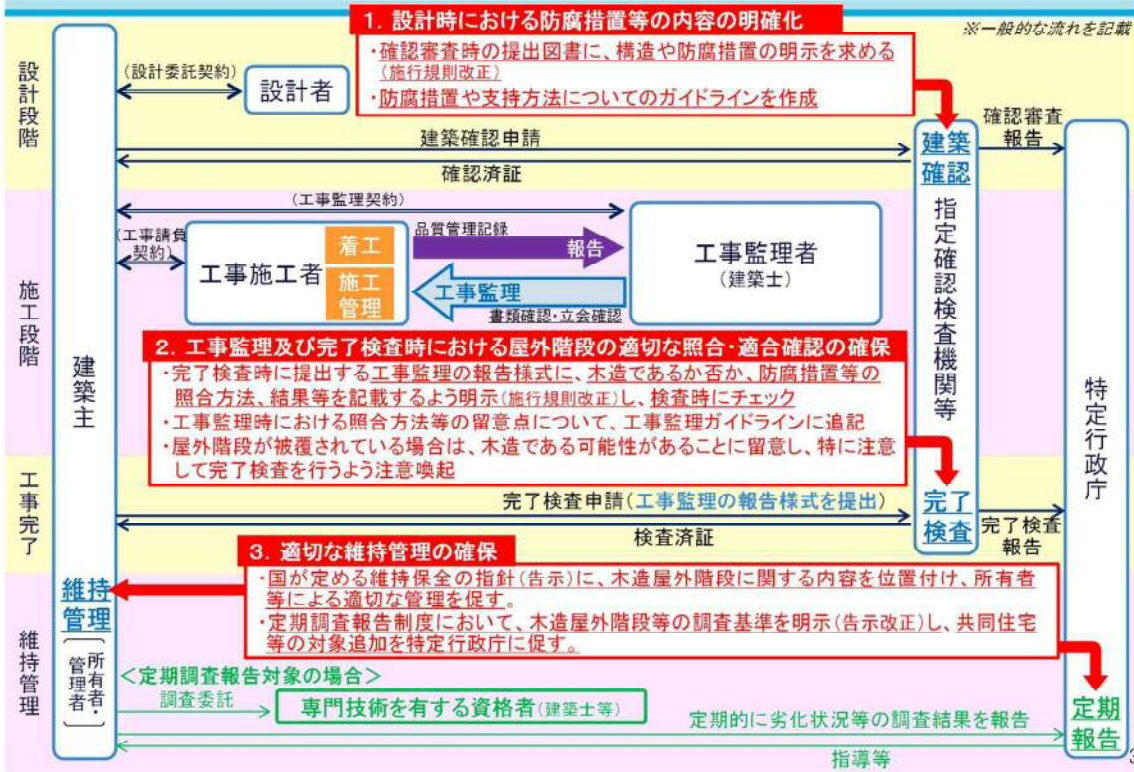 1. 設計時における防腐措置等の内容の明確化
※一般的な流れを記載
・確認審査時の提出図書に、構造や防腐措置の明示を求める
(施行規則改正)
・防腐措置や支持方法についてのガイドラインを作成
設計段階
(設計委託契約)
設計者
建築確認申請
確認済証
建築
確認
確認審査
報告
建築主
施工段階
(工事監理契約)
(工事請負
契約)
工事施工者
着工
施工
管理
品質管理記録
報告
工事監理
書類確認・立会確認
工事監理者
(建築士)
指定確認検査機関等
特定行政庁
2. 工事監理及び完了検査時における屋外階段の適切な照合・適合確認の確保
・完了検査時に提出する工事監理の報告様式に、木造であるか否か、防腐措置等の
照合方法、結果等を記載するよう明示(施行規則改正)し、検査時にチェック
・工事監理時における照合方法等の留意点について、工事監理ガイドラインに追記
・屋外階段が被覆されている場合は、木造である可能性があることに留意し、特に注意
して完了検査を行うよう注意喚起
工事完了
完了検査申請(工事監理の報告様式を提出)
検査済証
完了
検査
完了検査
報告
3. 適切な維持管理の確保
・国が定める維持保全の指針(告示)に、木造屋外階段に関する内容を位置付け、所有者
等による適切な管理を促す。
・定期調査報告制度において、木造屋外階段等の調査基準を明示(告示改正)し、共同住宅
等の対象追加を特定行政庁に促す。
維持管理
維持
管理
所有者・
管理者
<定期調査報告対象の場合>
調査委託
専門技術を有する資格者(建築士等)
定期的に劣化状況等の調査結果を報告
指導等
定期
報告
3